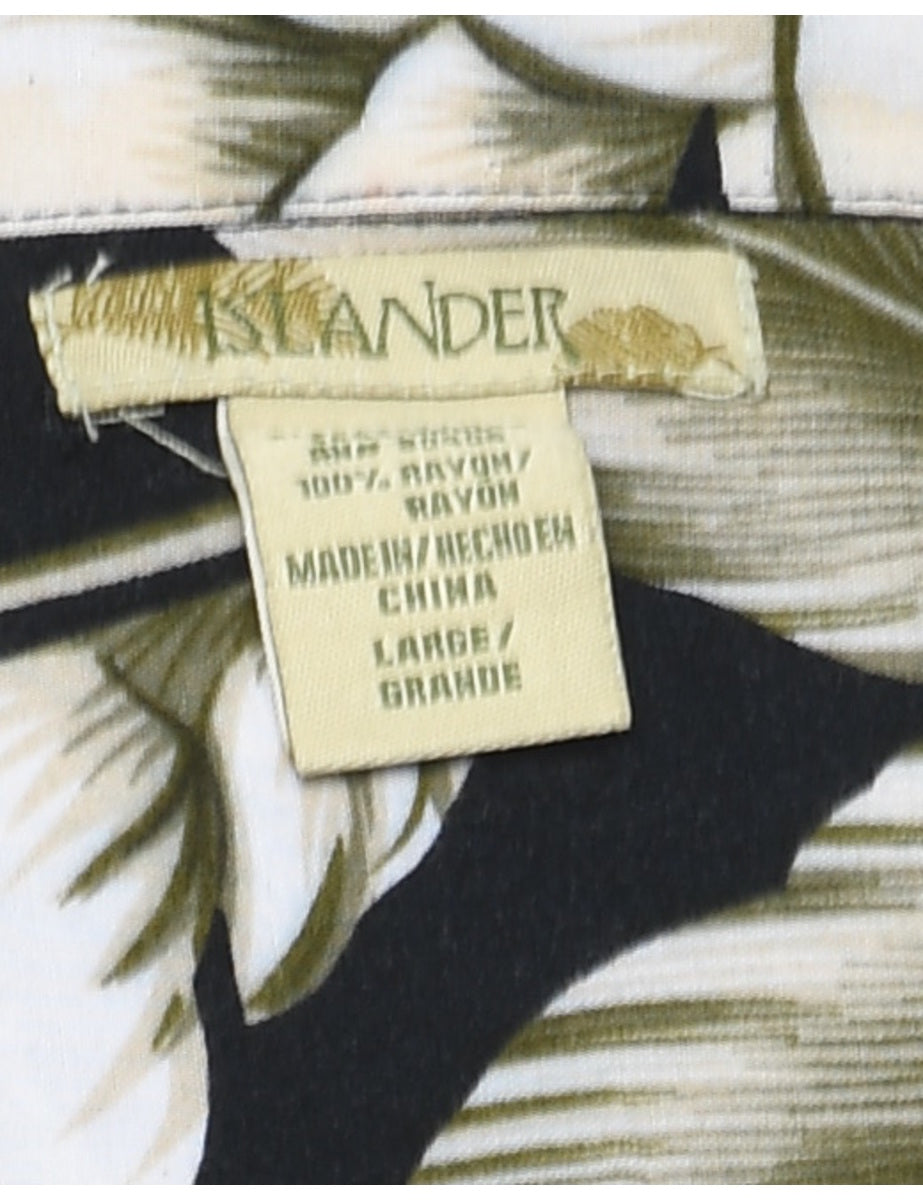 ISLANDER
100% RAYON/
RAYON
MADE IN/HECHO EN
CHINA
LARGE/
GRANDE